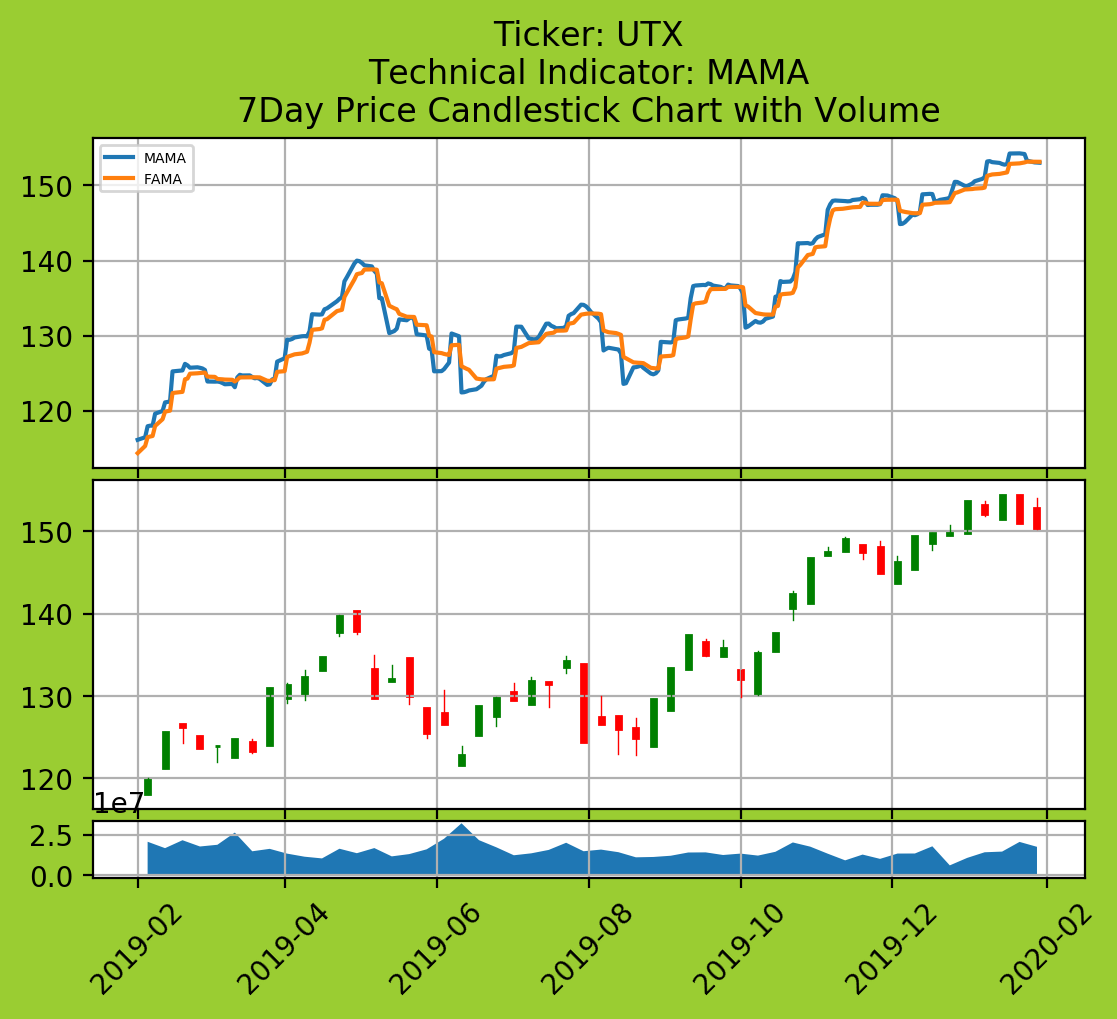 Ticker: UTX
Technical Indicator: MAMA
7Day Price Candlestick Chart with Volume
MAMA
FAMA
150
140
130
120
150
140
130
120
1e7
2.5
0.0
2019-02
2019-04
2019-06
2019-08
2019-10
2019-12
2020-02